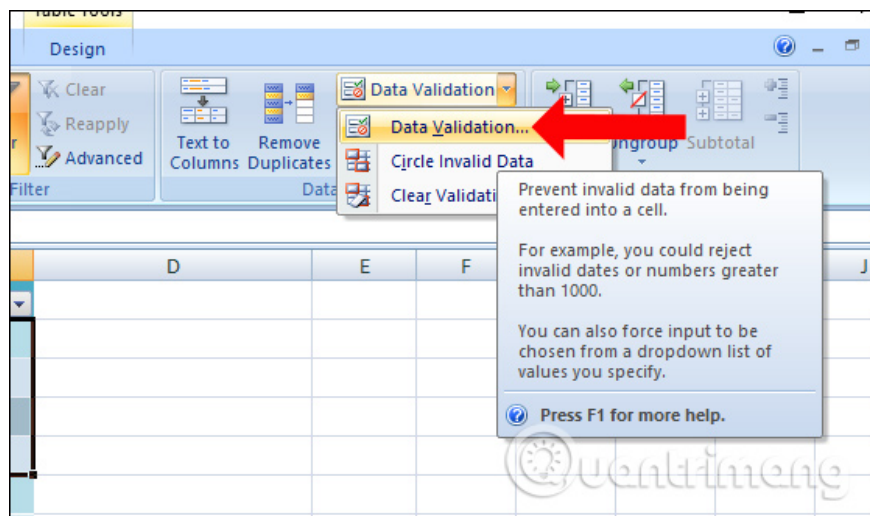 Table Tools
Design
Clear
Reapply
Advanced
Filter
Text to Columns
Remove Duplicates
Data Validation
Data Validation...
Circle Invalid Data
Clear
Data
Ungroup
Subtotal
Prevent invalid data from being
entered into a cell.
For example, you could reject
invalid dates or numbers greater
than 1000.
You can also force input to be
chosen from a dropdown list of
values you specify.
Press F1 for more help.
D E F J
Quantrimang